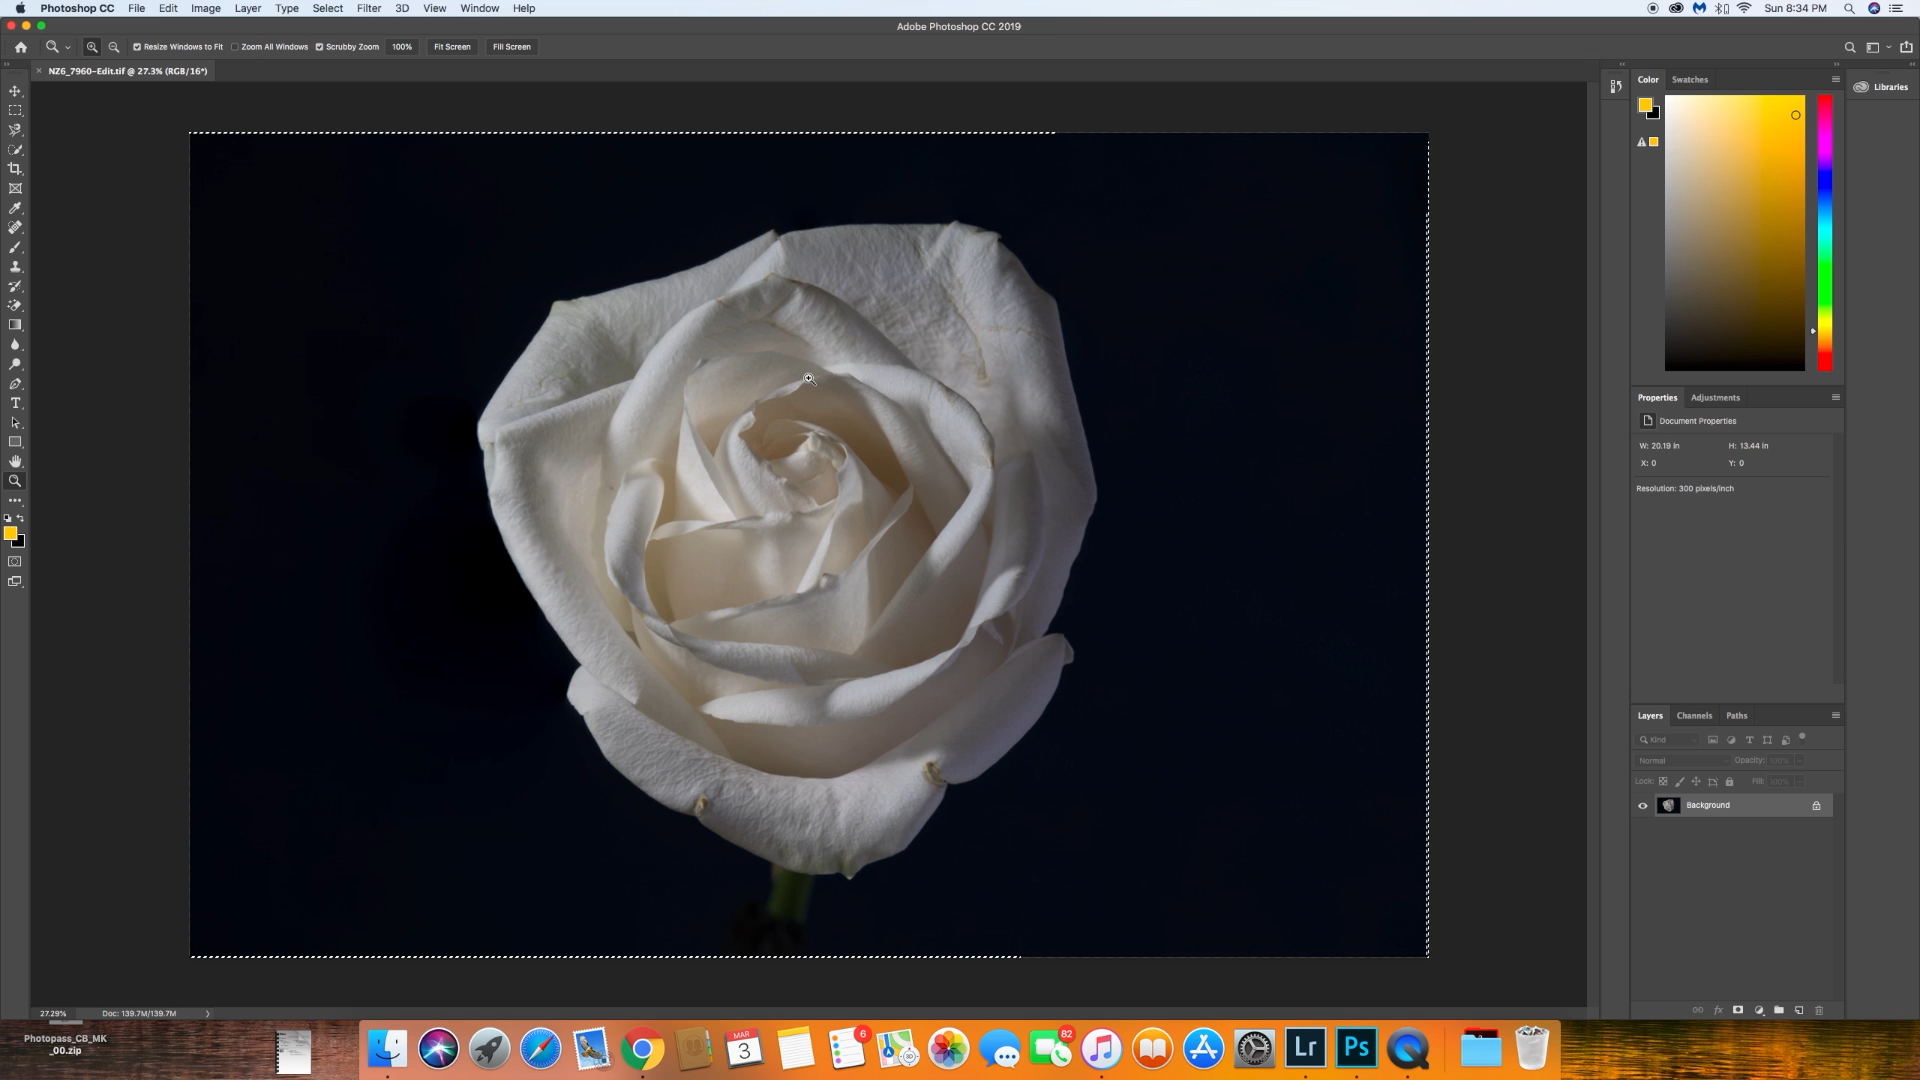 Photoshop CC File Edit Image Layer Type Select Filter 3D View Window Help Sun 8:34 PM
Adobe Photoshop CC 2019
Resize Windows to Fit Zoom All Windows Scrubby Zoom 100% Fit Screen Fill Screen
NZ6_7960-Edit.tif @ 27.3% (RGB/16*)
Color Swatches
Libraries
Properties Adjustments
Document Properties
W: 20.19 in H: 13.44 in
X: 0 Y: 0
Resolution: 300 pixels/inch
Layers Channels Paths
Kind
Normal Opacity: 100%
Lock: Fill: 100%
Background
fx
27.29% Doc: 139.7M/139.7M
Photopass_CB_MK
_00.zip
MAR
3
6
3D
82
Lr
Ps